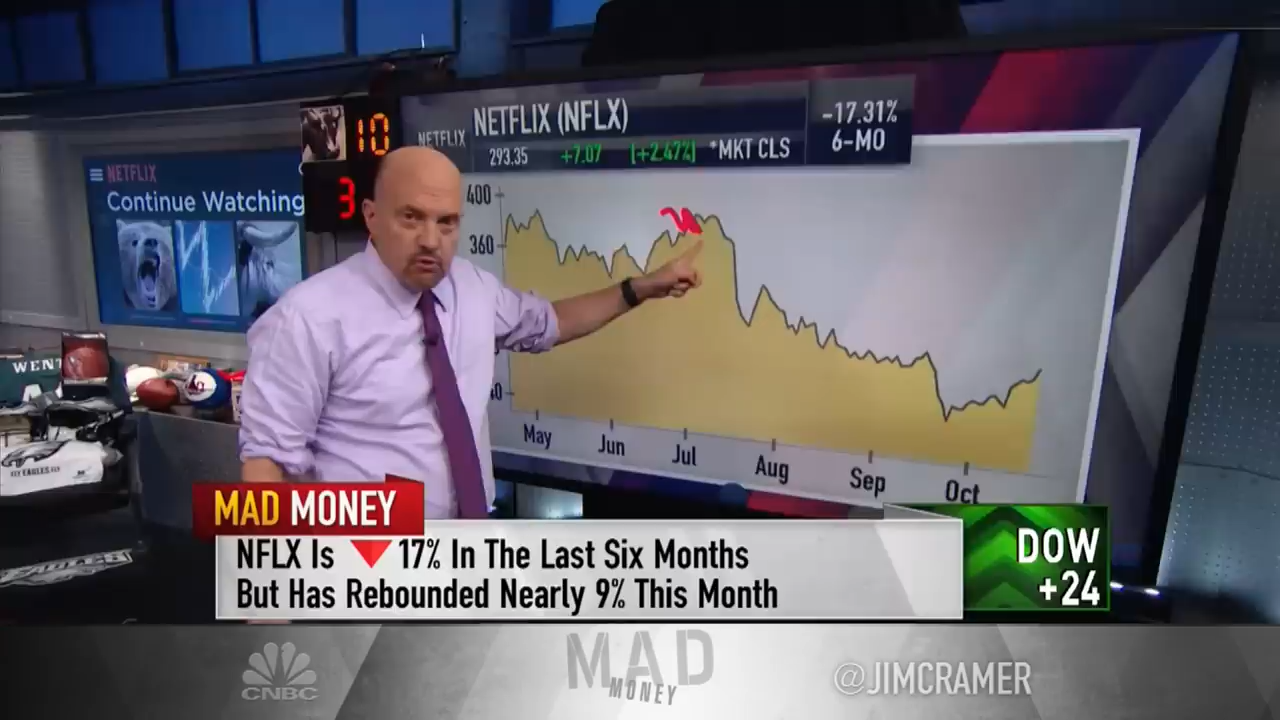 NETFLIX
Continue Watching
10
3
NETFLIX
NETFLIX (NFLX)
293.35 +7.07 [+2.47%] *MKT CLS
-17.31%
6-MO
400
360
May Jun Jul Aug Sep Oct
WENT
EAGLES
MAD MONEY
NFLX Is 17% In The Last Six Months
But Has Rebounded Nearly 9% This Month
DOW
+24
CNBC
MAD
MONEY
@JIMCRAMER